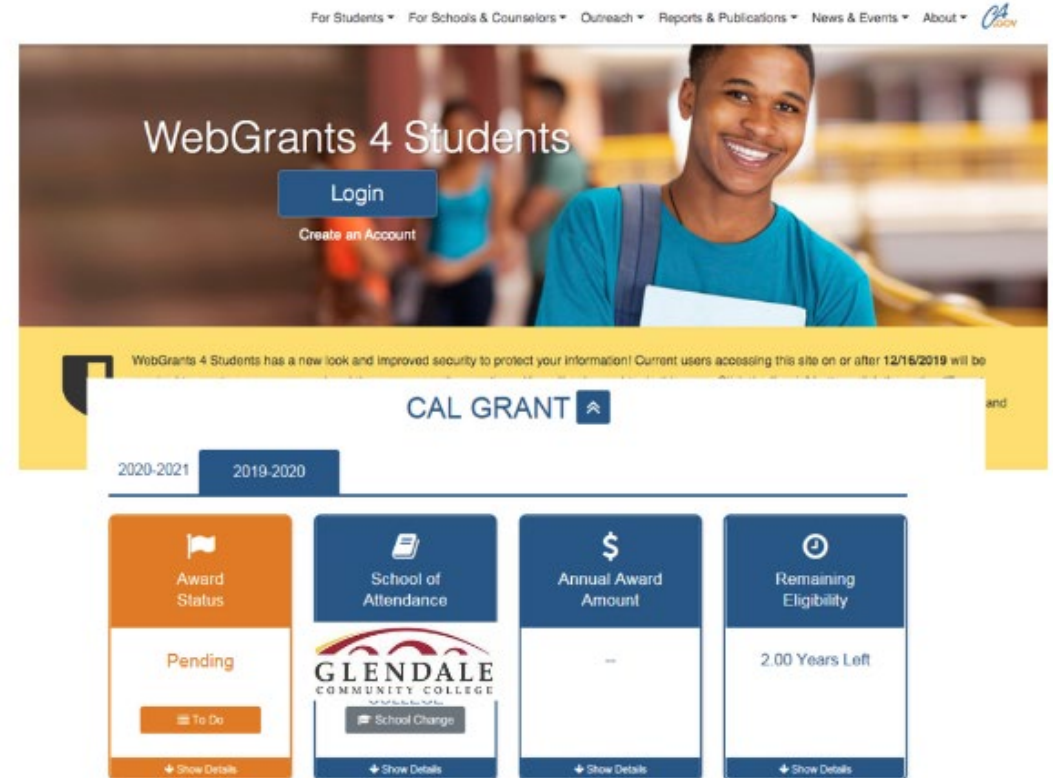 For Students For Schools & Counselors Outreach Reports & Publications News & Events About CA.GOV
WebGrants 4 Students
Login
Create an Account
WebGrants 4 Students has a new look and improved security to protect your information! Current users accessing this site on or after 12/16/2019 will be
and
CAL GRANT
2020-2021 2019-2020
Award
Status
Pending
To Do
Show Details
School of
Attendance
GLENDALE
COMMUNITY COLLEGE
COLLEGE
School Change
Show Details
$
Annual Award
Amount
--
Show Details
Remaining
Eligibility
2.00 Years Left
Show Details